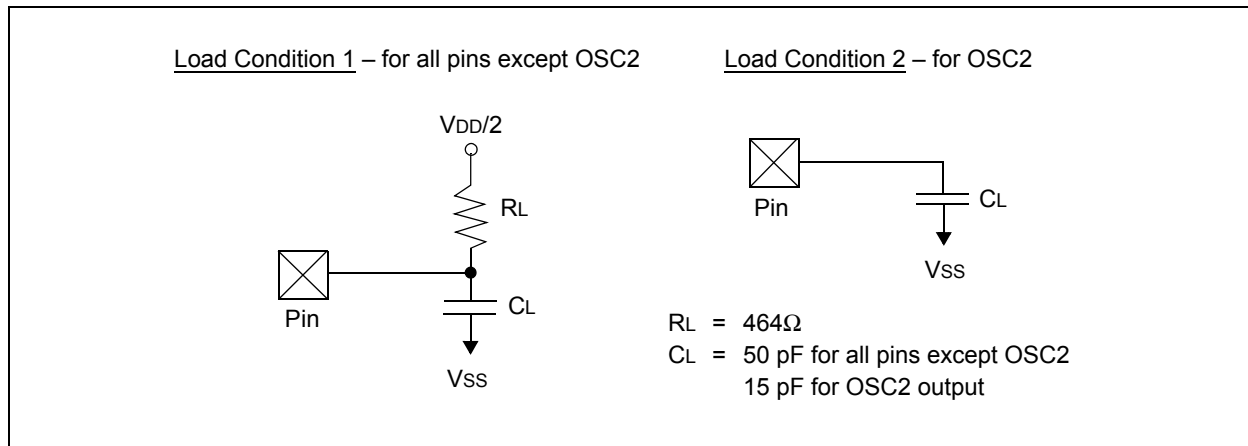 Load Condition 1 – for all pins except OSC2
Load Condition 2 – for OSC2
VDD/2
RL
Pin
CL
VSS
Pin
CL
VSS
RL = 464Ω
CL = 50 pF for all pins except OSC2
15 pF for OSC2 output